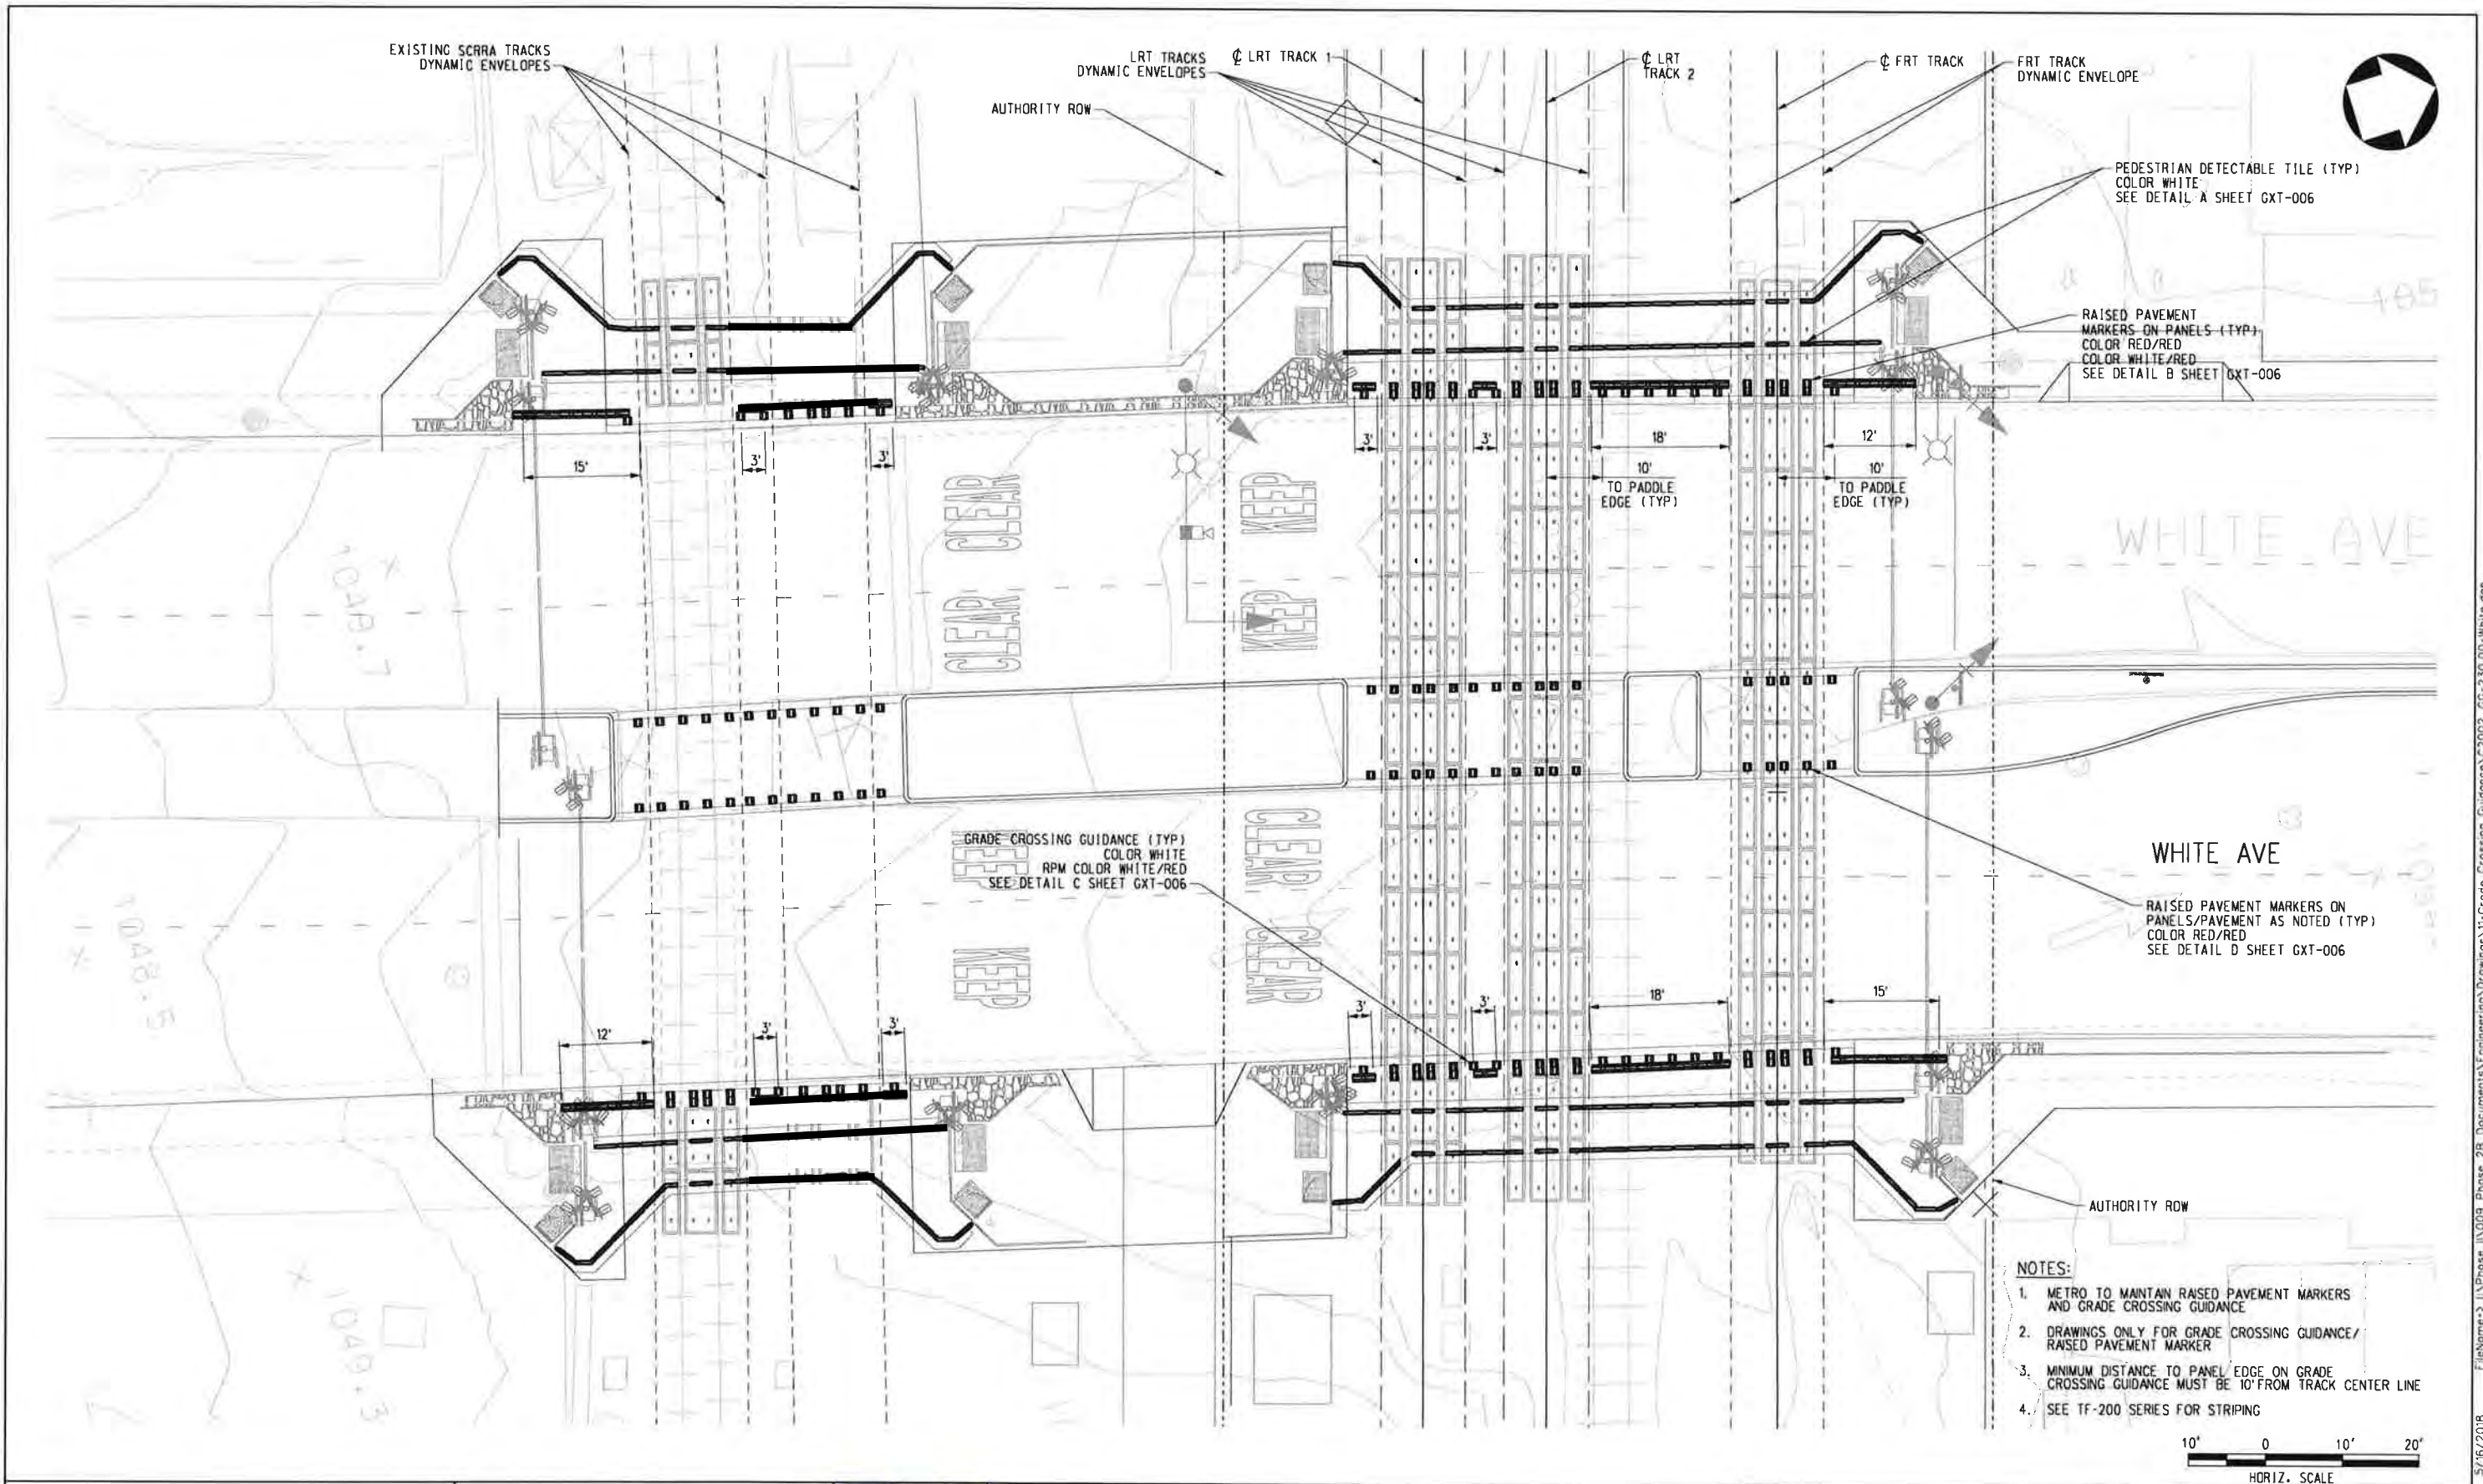 EXISTING SCRRA TRACKS
DYNAMIC ENVELOPES
LRT TRACKS
DYNAMIC ENVELOPES
℄ LRT TRACK 1
℄ LRT
TRACK 2
℄ FRT TRACK
FRT TRACK
DYNAMIC ENVELOPE
AUTHORITY ROW
PEDESTRIAN DETECTABLE TILE (TYP)
COLOR WHITE
SEE DETAIL A SHEET GXT-006
RAISED PAVEMENT
MARKERS ON PANELS (TYP)
COLOR RED/RED
COLOR WHITE/RED
SEE DETAIL B SHEET GXT-006
15'
3'
3'
3'
3'
18'
12'
10'
TO PADDLE
EDGE (TYP)
10'
TO PADDLE
EDGE (TYP)
CLEAR
KEEP
CLEAR
KEEP
WHITE AVE
1048.7
GRADE CROSSING GUIDANCE (TYP)
COLOR WHITE
RPM COLOR WHITE/RED
SEE DETAIL C SHEET GXT-006
CLEAR
KEEP
CLEAR
WHITE AVE
RAISED PAVEMENT MARKERS ON
PANELS/PAVEMENT AS NOTED (TYP)
COLOR RED/RED
SEE DETAIL D SHEET GXT-006
1048.5
12'
3'
3'
3'
3'
18'
15'
AUTHORITY ROW
1049.3
NOTES:
1. METRO TO MAINTAIN RAISED PAVEMENT MARKERS
AND GRADE CROSSING GUIDANCE
2. DRAWINGS ONLY FOR GRADE CROSSING GUIDANCE/
RAISED PAVEMENT MARKER
3. MINIMUM DISTANCE TO PANEL EDGE ON GRADE
CROSSING GUIDANCE MUST BE 10' FROM TRACK CENTER LINE
4. SEE TF-200 SERIES FOR STRIPING
10' 0 10' 20'
HORIZ. SCALE
5/16/2018